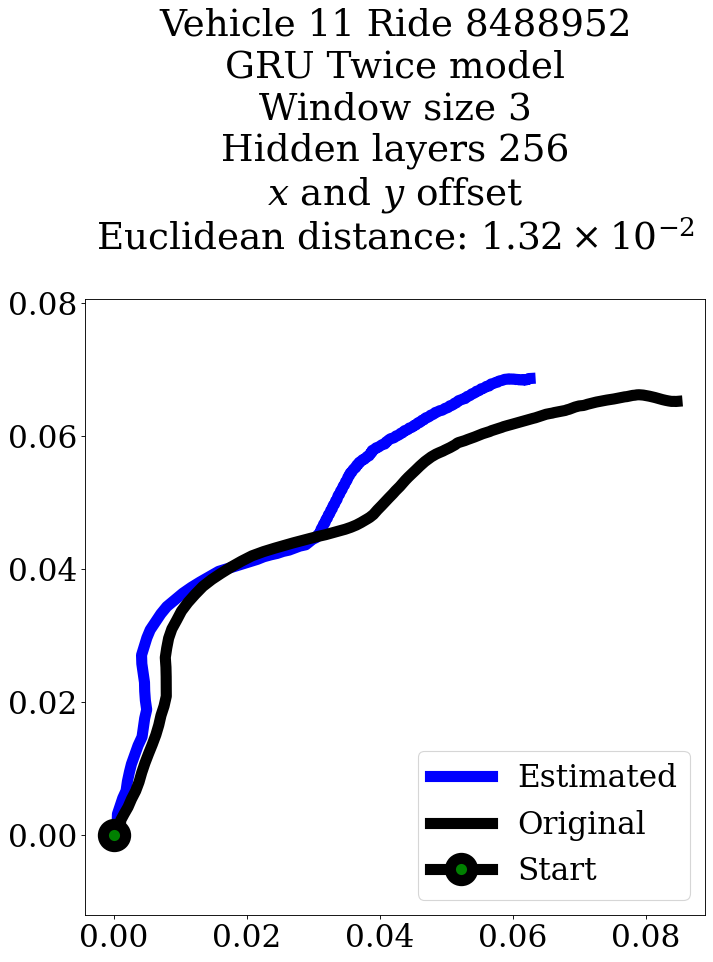 Vehicle 11 Ride 8488952
GRU Twice model
Window size 3
Hidden layers 256
x and y offset
Euclidean distance: 1.32 × 10⁻²
0.08
0.06
0.04
0.02
0.00
Estimated
Original
Start
0.00 0.02 0.04 0.06 0.08